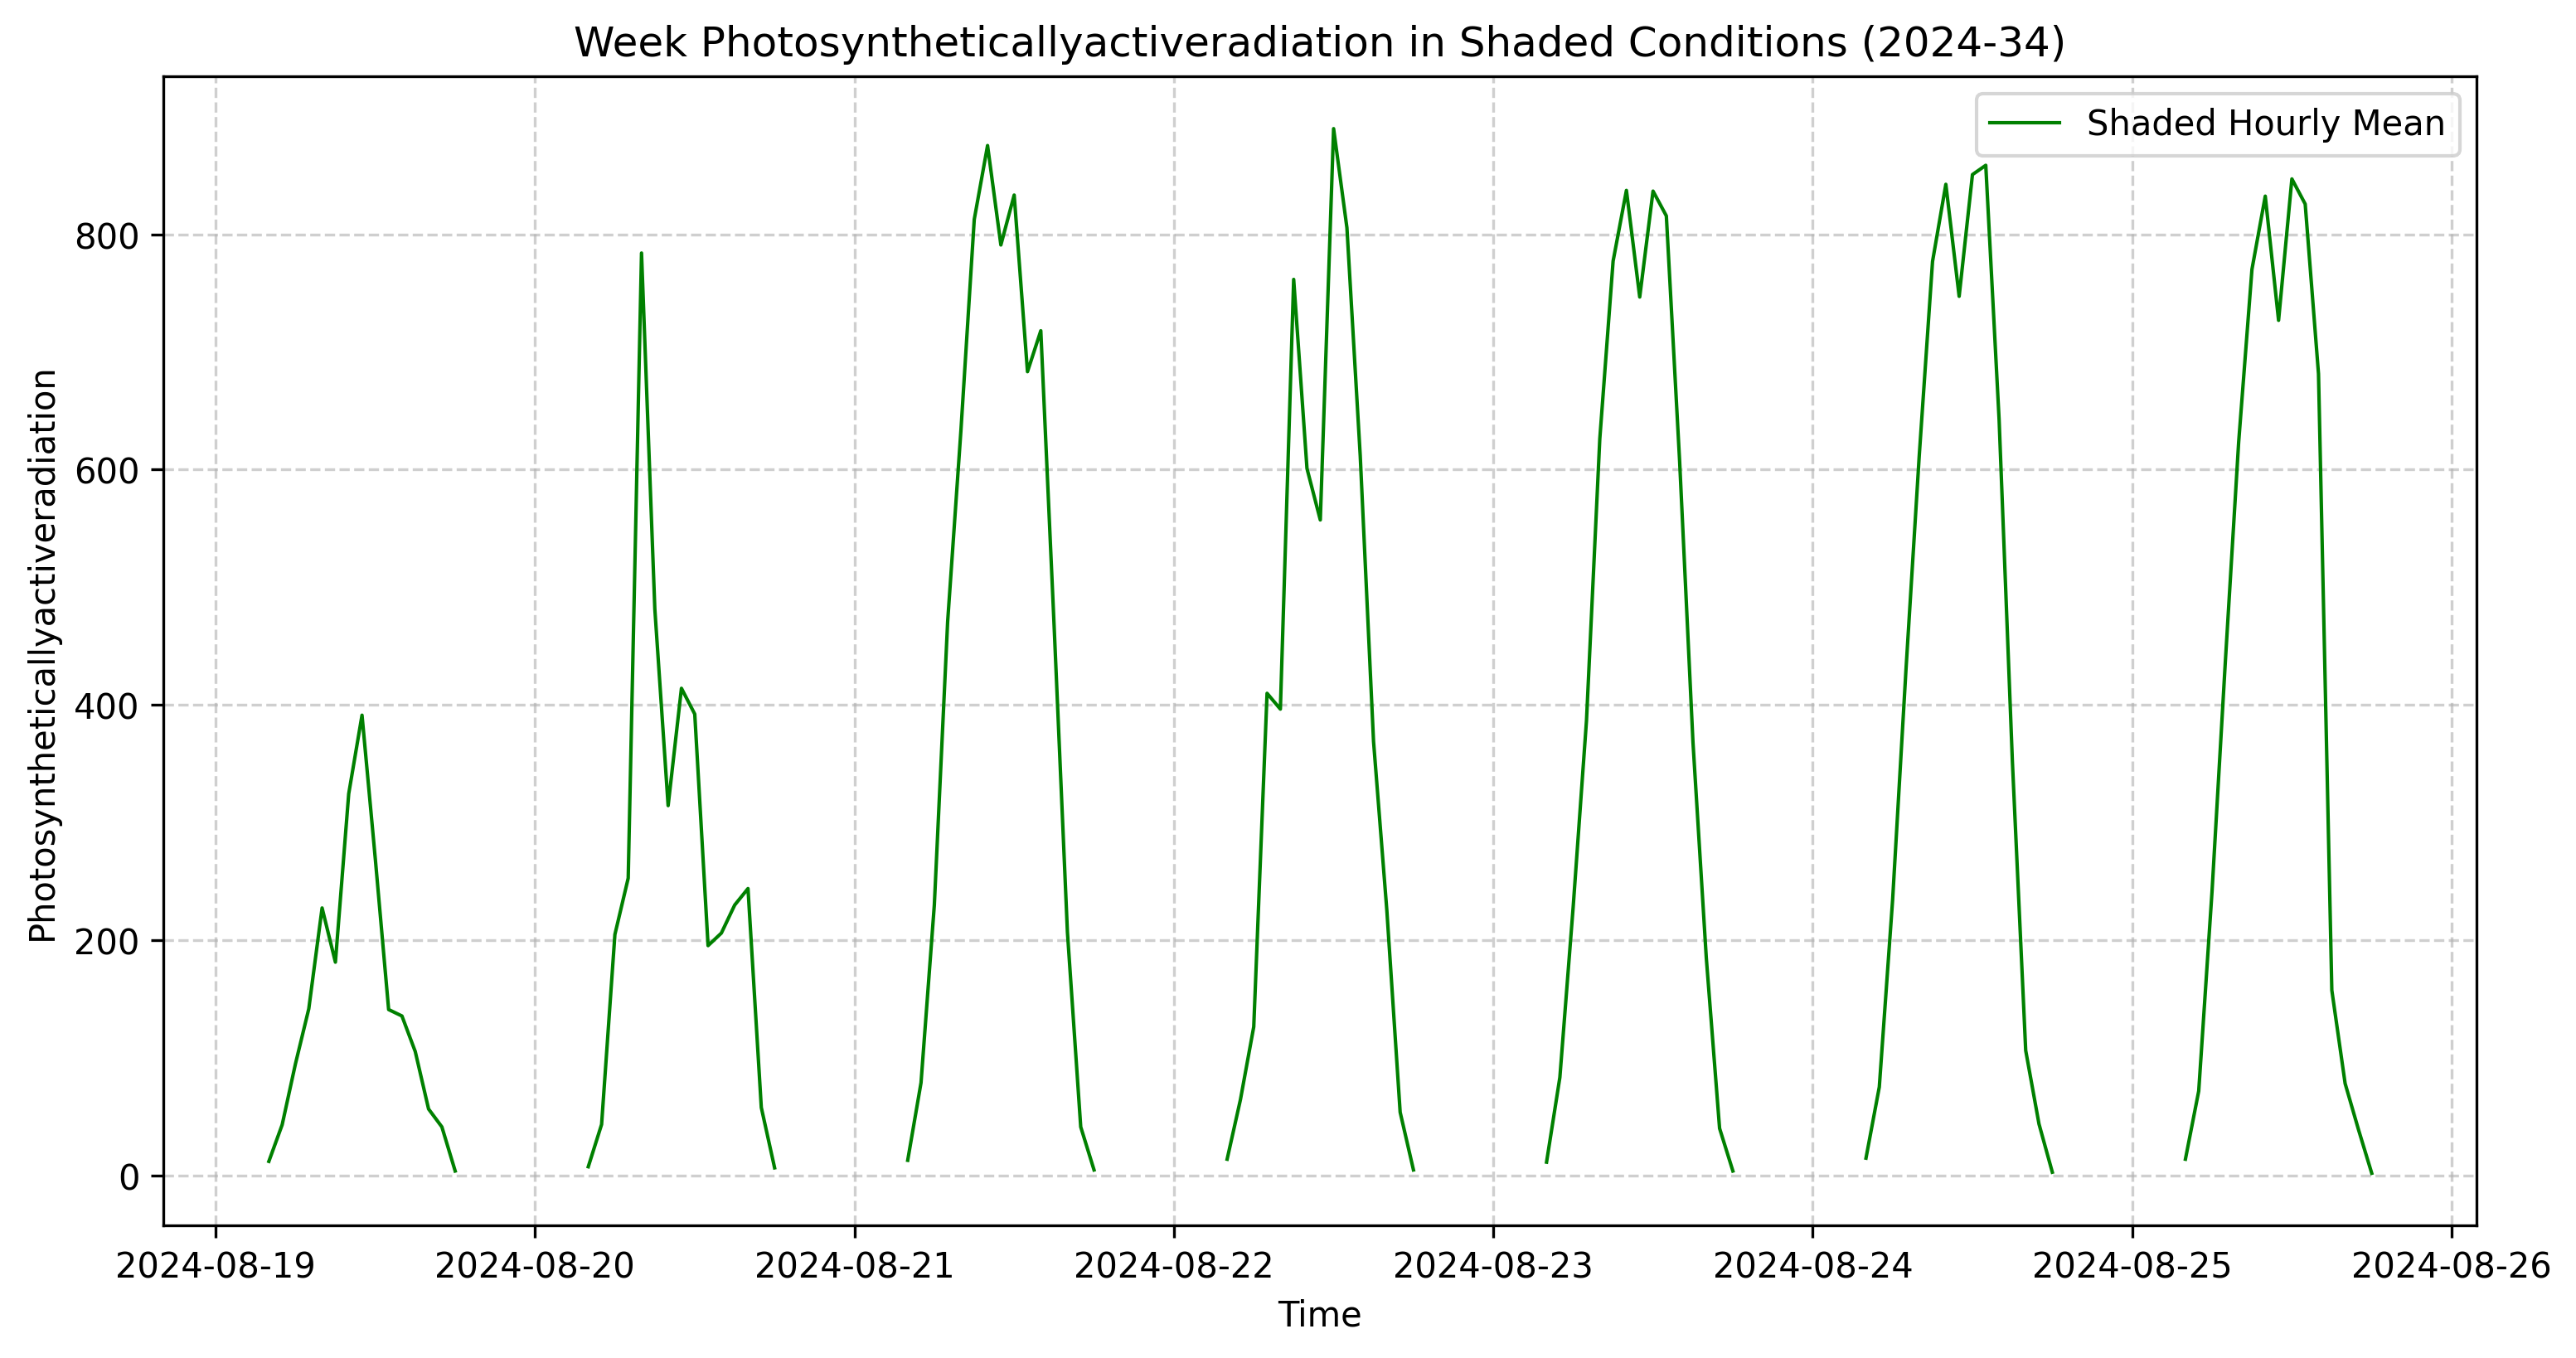 Week Photosyntheticallyactiveradiation in Shaded Conditions (2024-34)
Shaded Hourly Mean
Photosyntheticallyactiveradiation
800
600
400
200
0
2024-08-19 2024-08-20 2024-08-21 2024-08-22 2024-08-23 2024-08-24 2024-08-25 2024-08-26
Time